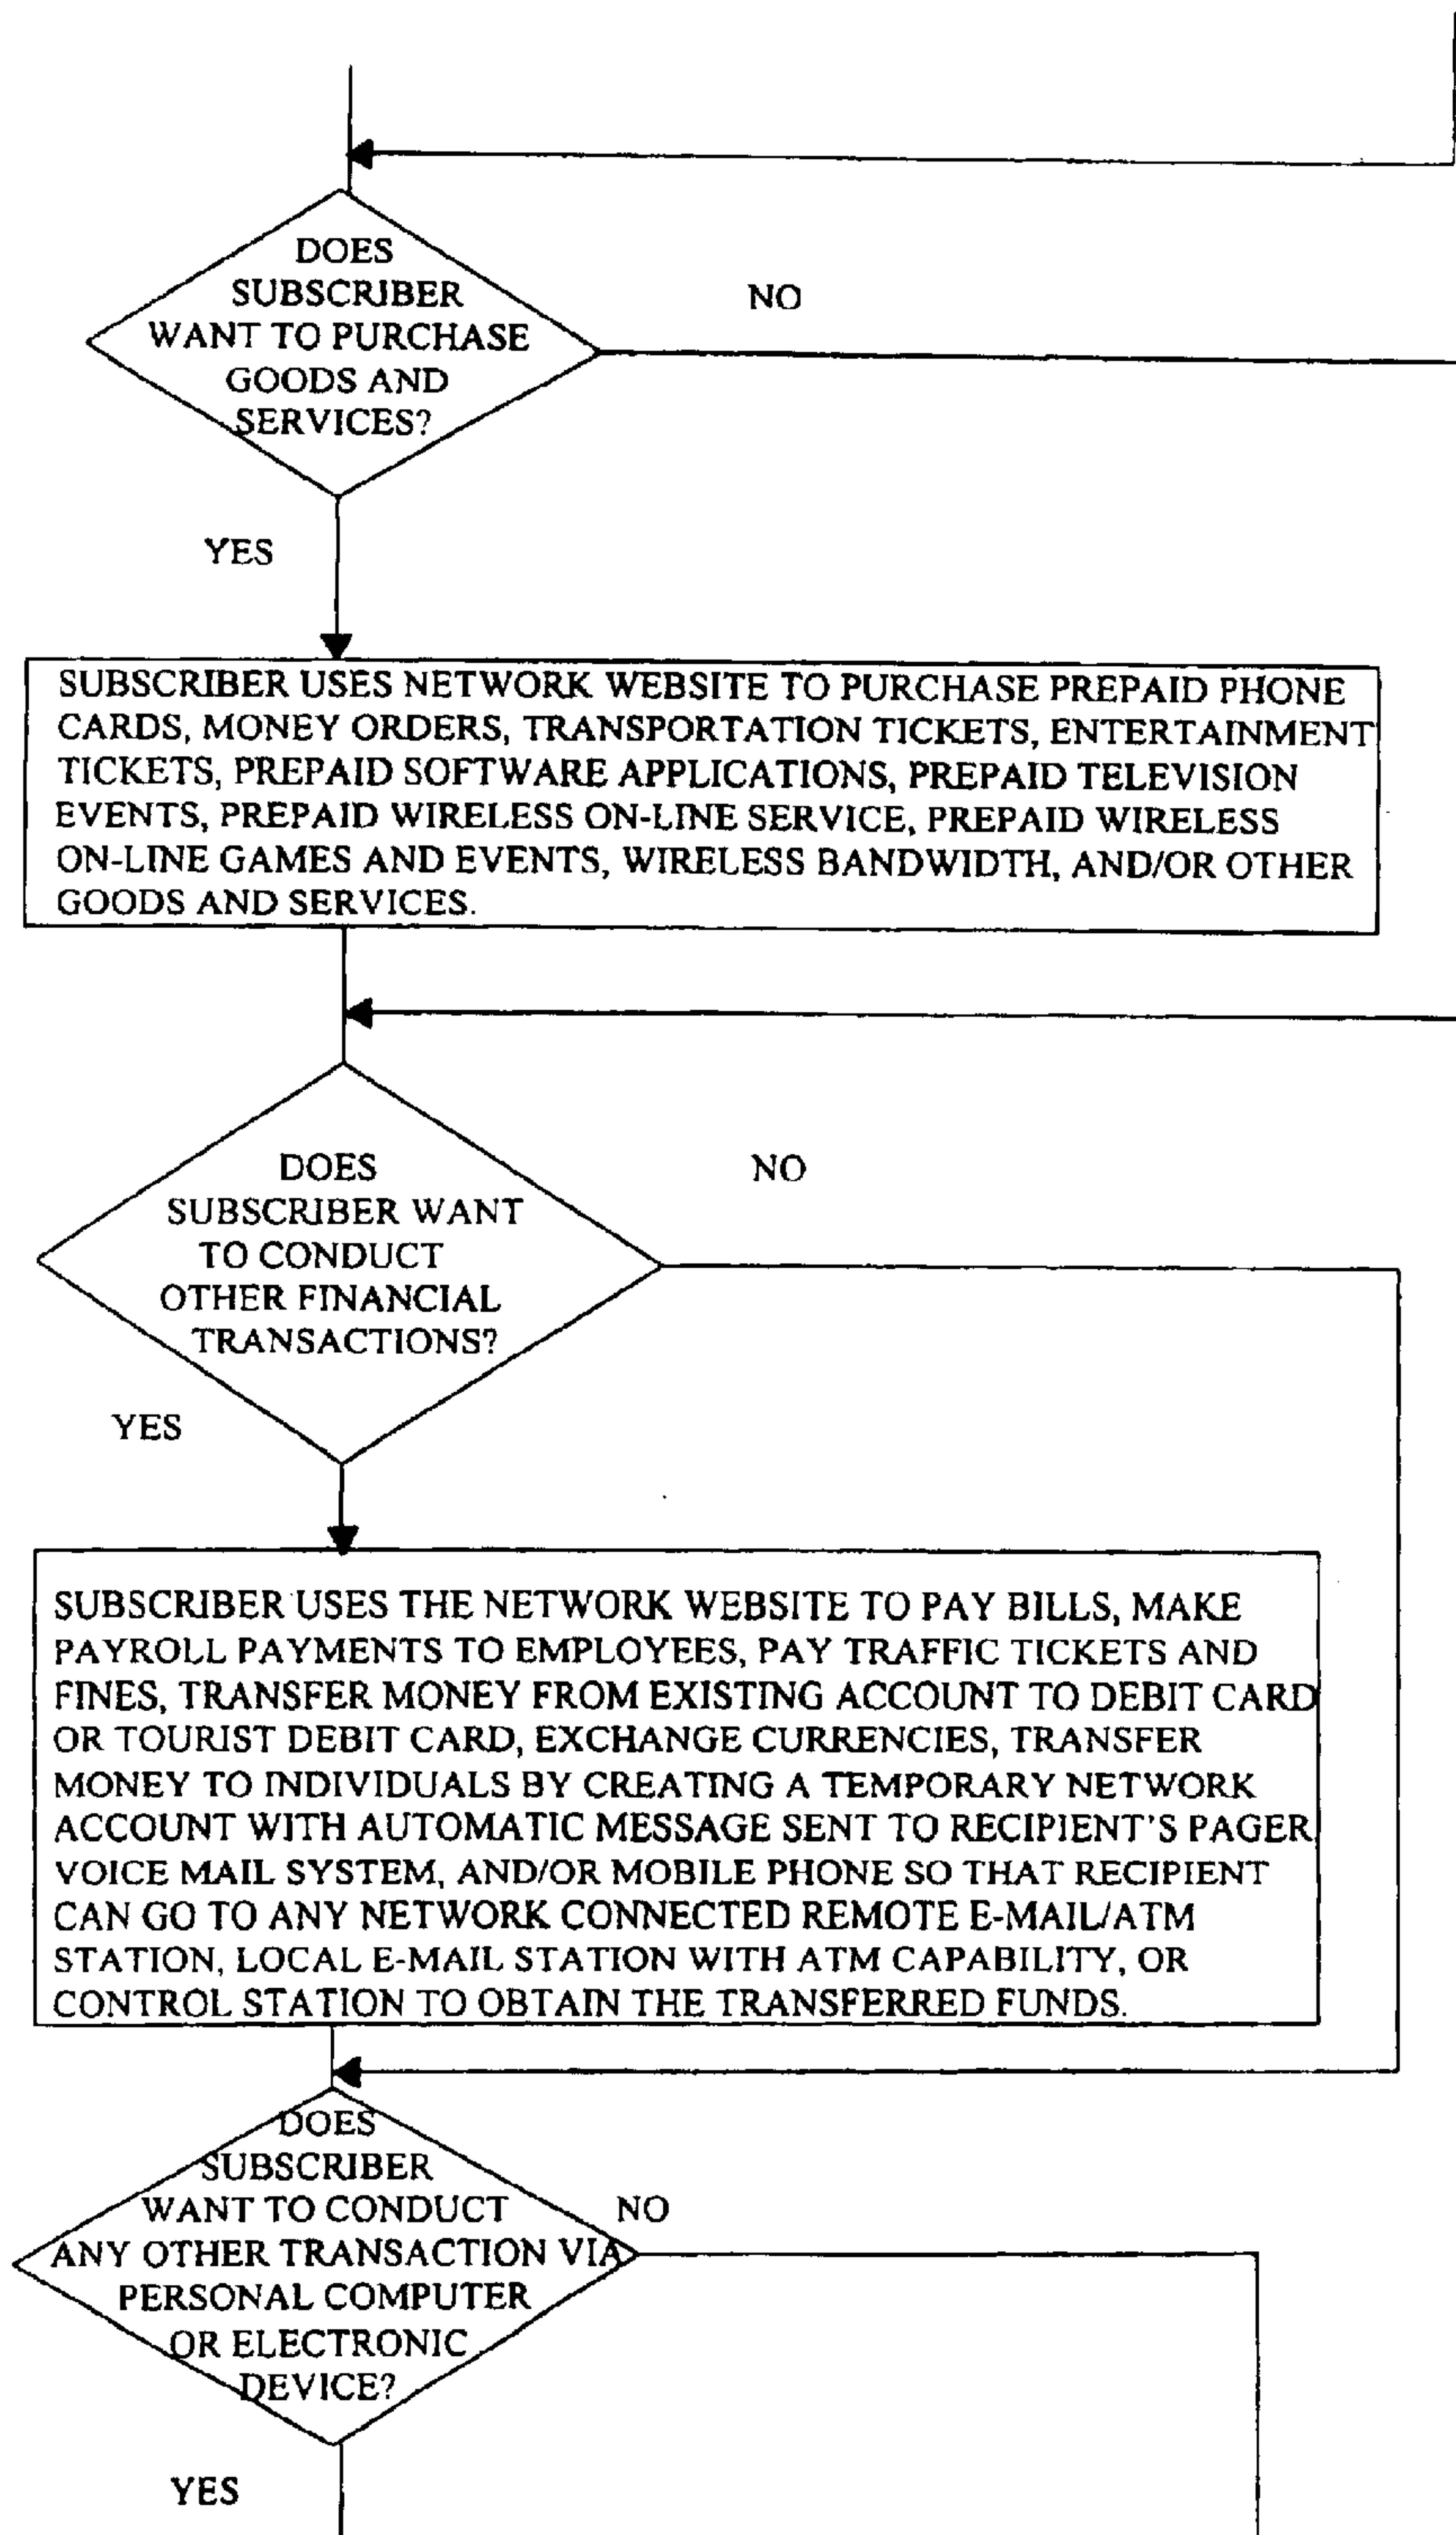 DOES
SUBSCRIBER
WANT TO PURCHASE
GOODS AND
SERVICES?
NO
YES
SUBSCRIBER USES NETWORK WEBSITE TO PURCHASE PREPAID PHONE
CARDS, MONEY ORDERS, TRANSPORTATION TICKETS, ENTERTAINMENT
TICKETS, PREPAID SOFTWARE APPLICATIONS, PREPAID TELEVISION
EVENTS, PREPAID WIRELESS ON-LINE SERVICE, PREPAID WIRELESS
ON-LINE GAMES AND EVENTS, WIRELESS BANDWIDTH, AND/OR OTHER
GOODS AND SERVICES.
DOES
SUBSCRIBER WANT
TO CONDUCT
OTHER FINANCIAL
TRANSACTIONS?
NO
YES
SUBSCRIBER USES THE NETWORK WEBSITE TO PAY BILLS, MAKE
PAYROLL PAYMENTS TO EMPLOYEES, PAY TRAFFIC TICKETS AND
FINES, TRANSFER MONEY FROM EXISTING ACCOUNT TO DEBIT CARD
OR TOURIST DEBIT CARD, EXCHANGE CURRENCIES, TRANSFER
MONEY TO INDIVIDUALS BY CREATING A TEMPORARY NETWORK
ACCOUNT WITH AUTOMATIC MESSAGE SENT TO RECIPIENT'S PAGER
VOICE MAIL SYSTEM, AND/OR MOBILE PHONE SO THAT RECIPIENT
CAN GO TO ANY NETWORK CONNECTED REMOTE E-MAIL/ATM
STATION, LOCAL E-MAIL STATION WITH ATM CAPABILITY, OR
CONTROL STATION TO OBTAIN THE TRANSFERRED FUNDS.
DOES
SUBSCRIBER
WANT TO CONDUCT
ANY OTHER TRANSACTION VIA
PERSONAL COMPUTER
OR ELECTRONIC
DEVICE?
NO
YES